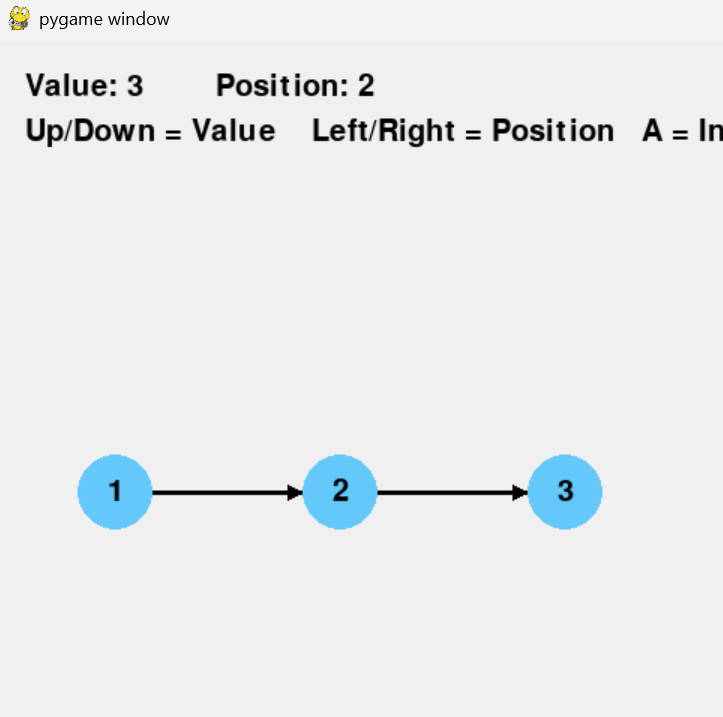 pygame window
Value: 3 Position: 2
Up/Down = Value Left/Right = Position A = In
1 2 3